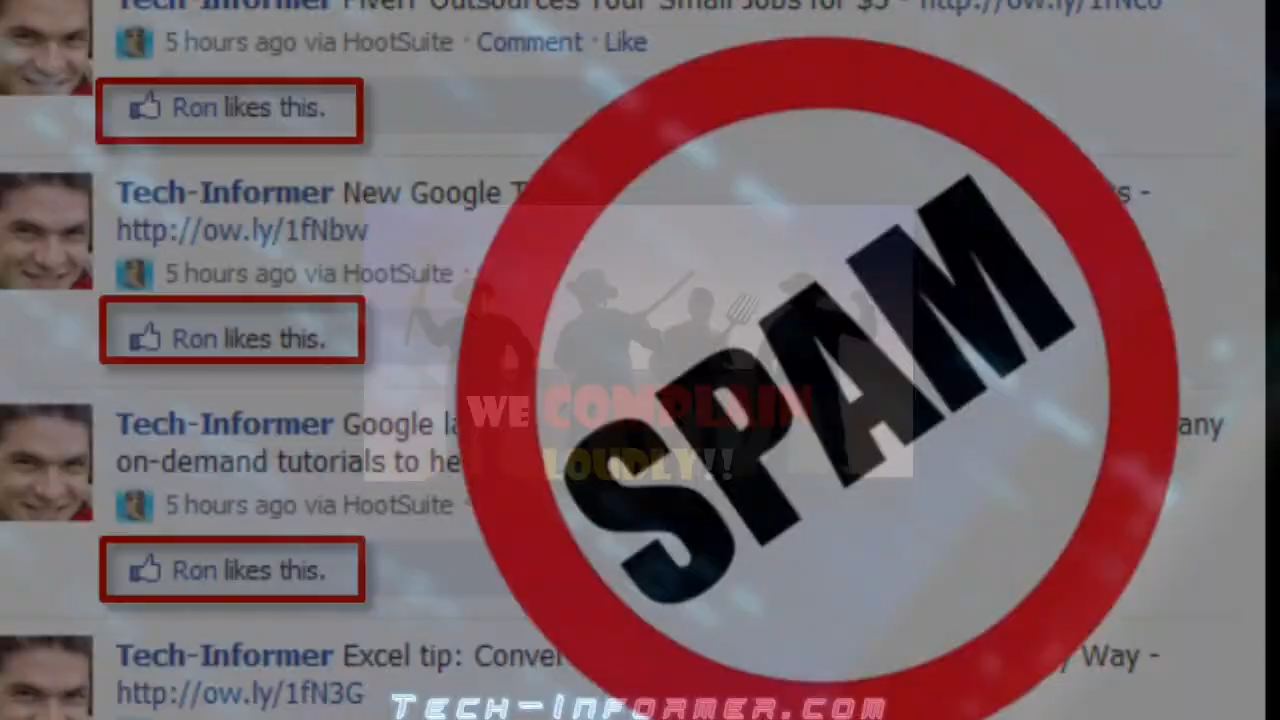 Tech-Informer Fiverr Outsources Your Small Jobs for $5 - http://ow.ly/1fNc0
5 hours ago via HootSuite · Comment · Like
Ron likes this.
Tech-Informer New Google
s -
http://ow.ly/1fNbw
5 hours ago via HootSuite ·
Ron likes this.
SPAM
WE COMPLAIN
LOUDLY!!
Tech-Informer Google
any
on-demand tutorials to
5 hours ago via HootSuite
Ron likes this.
Tech-Informer Excel tip:
Way -
http://ow.ly/1fN3G
TECH-INFORMER.COM